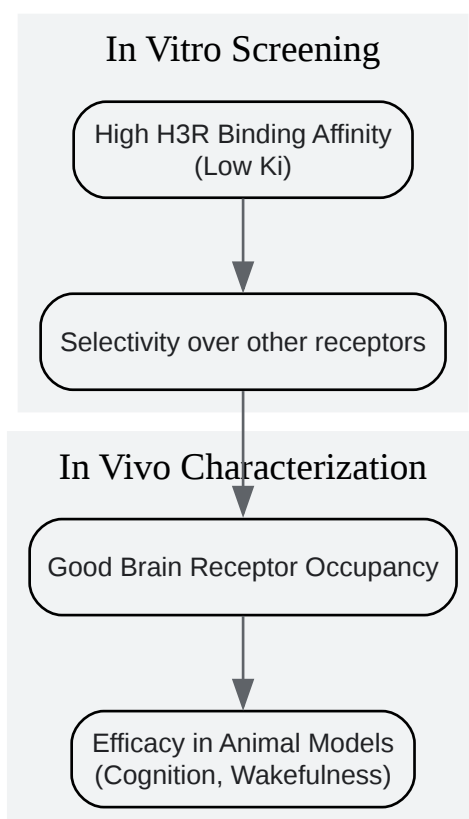 In Vitro Screening
High H3R Binding Affinity
(Low Ki)
Selectivity over other receptors
In Vivo Characterization
Good Brain Receptor Occupancy
Efficacy in Animal Models
(Cognition, Wakefulness)